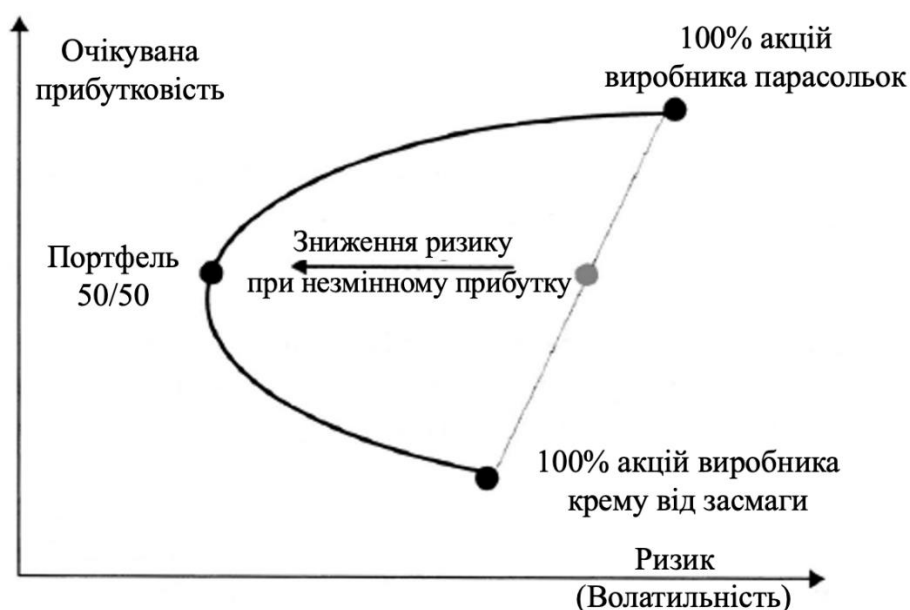 Очікувана
прибутковість
100% акцій
виробника парасольок
Зниження ризику
при незмінному прибутку
Портфель
50/50
100% акцій виробника
крему від засмаги
Ризик
(Волатильність)